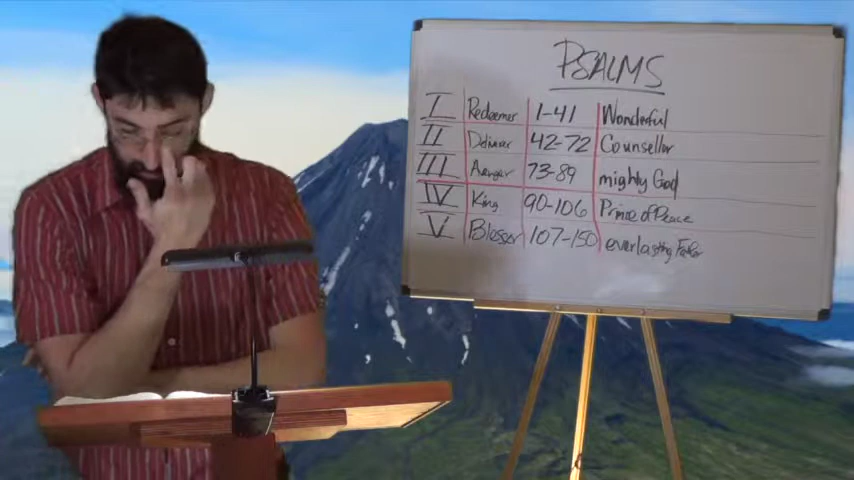 PSALMS
I Redeemer 1-41 Wonderful
II Deliverer 42-72 Counsellor
III Avenger 73-89 mighty God
IV King 90-106 Prince of Peace
V Blesser 107-150 everlasting Father